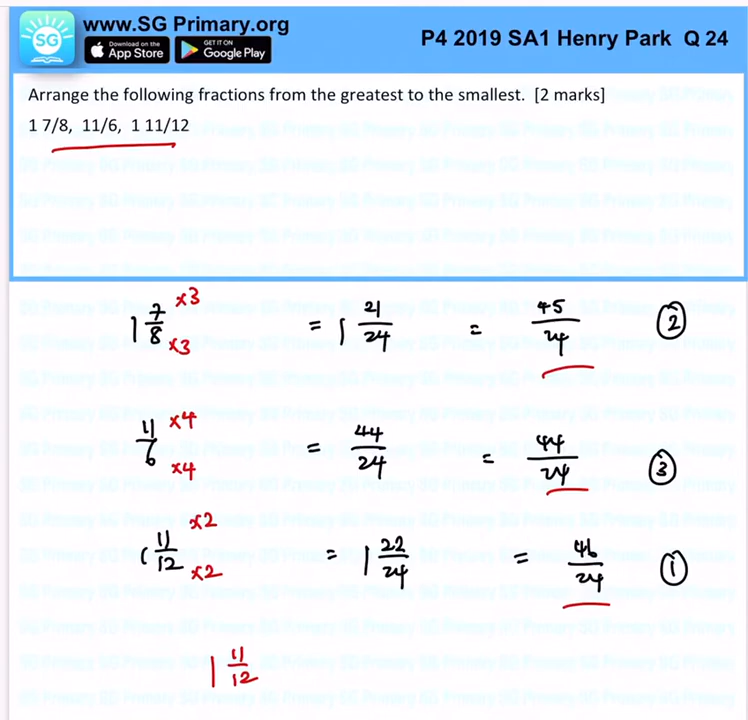 www.SG Primary.org
SG
Download on the App Store
GET IT ON Google Play
P4 2019 SA1 Henry Park Q 24
Arrange the following fractions from the greatest to the smallest. [2 marks]
1 7/8, 11/6, 1 11/12
1 7/8 ×3 ×3 = 1 21/24 = 45/24 ②
11/6 ×4 ×4 = 44/24 = 44/24 ③
1 11/12 ×2 ×2 = 1 22/24 = 46/24 ①
1 11/12